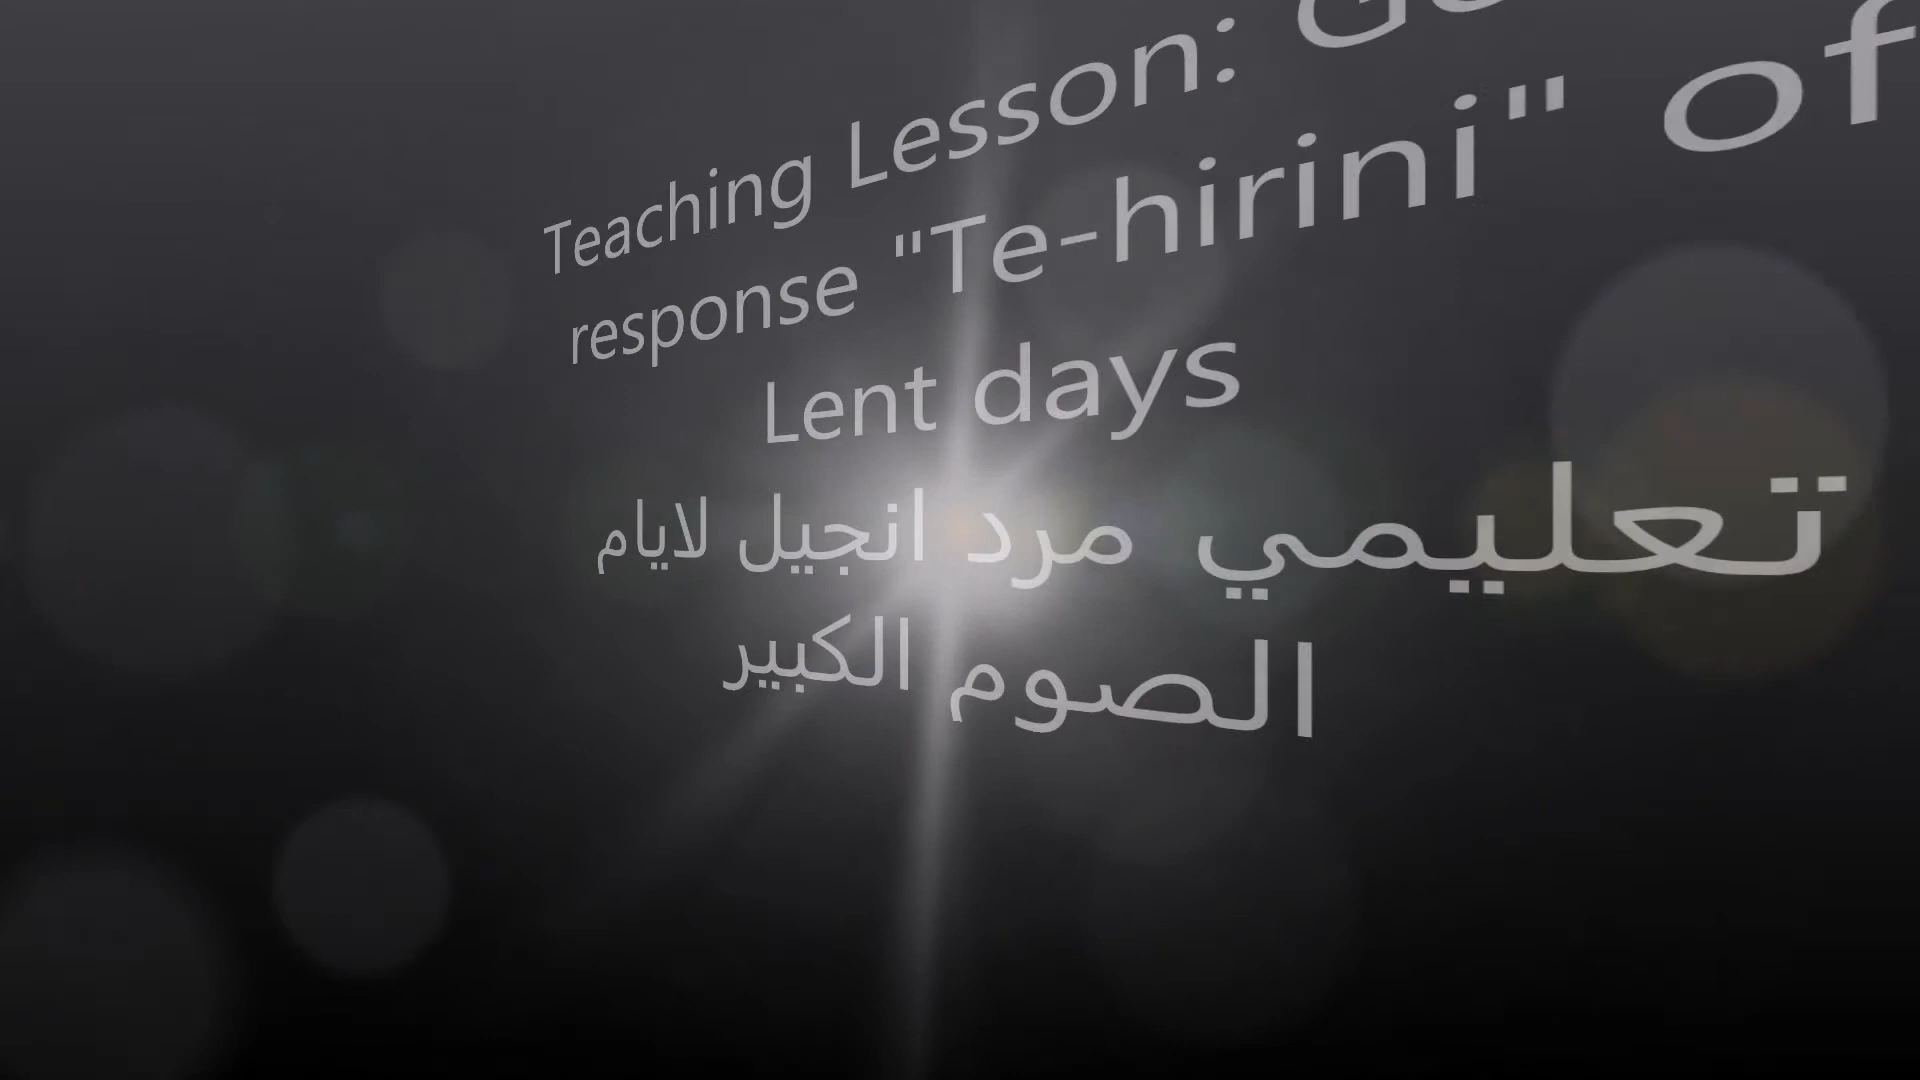 Teaching Lesson:
response "Te-hirini" of
Lent days
تعليمي مرد انجيل لايام
الصوم الكبير